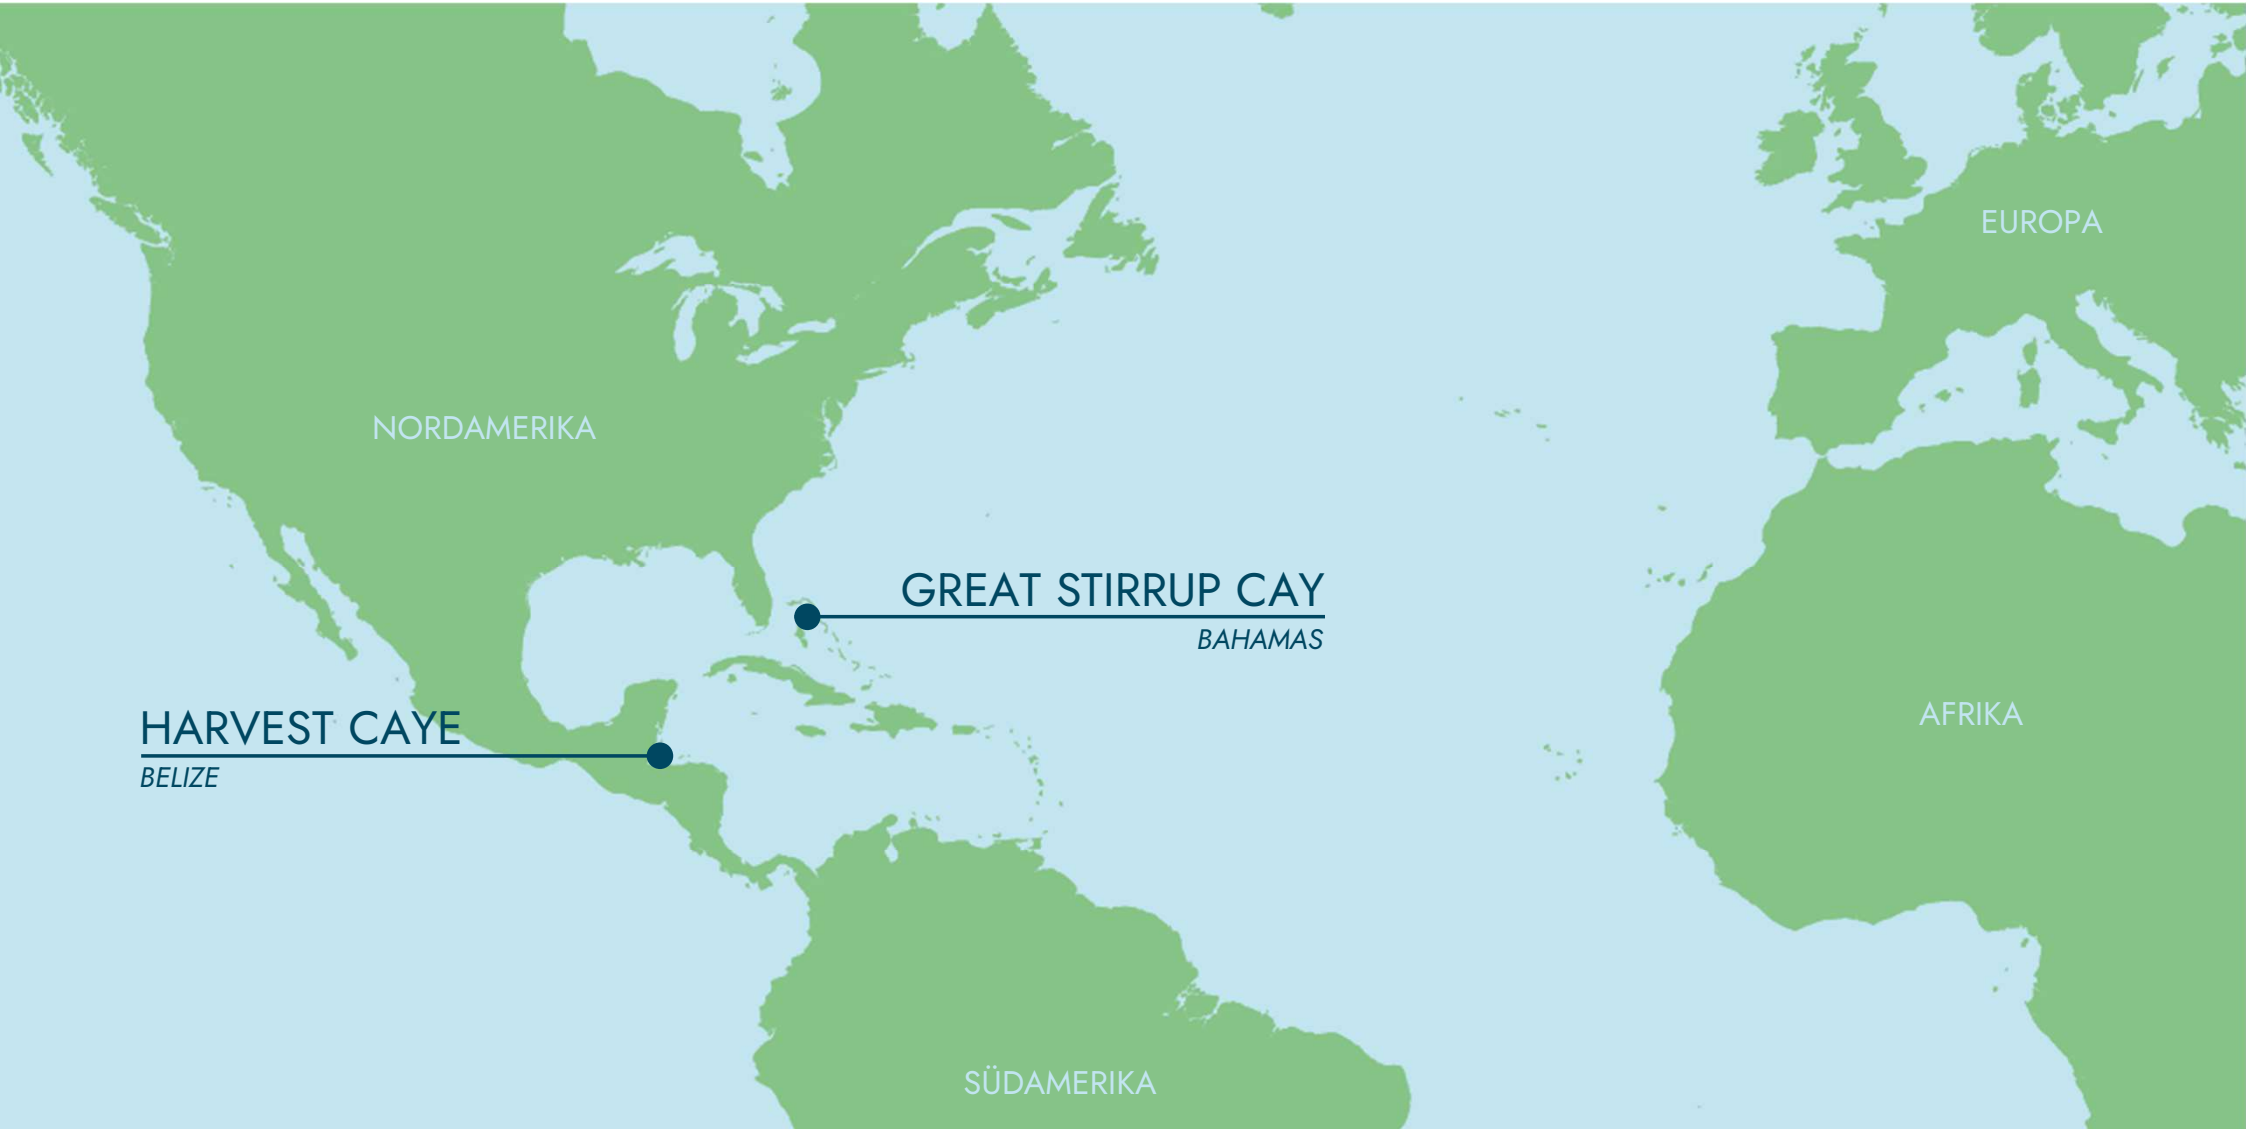 EUROPA
NORDAMERIKA
GREAT STIRRUP CAY
BAHAMAS
HARVEST CAYE
BELIZE
AFRIKA
SÜDAMERIKA